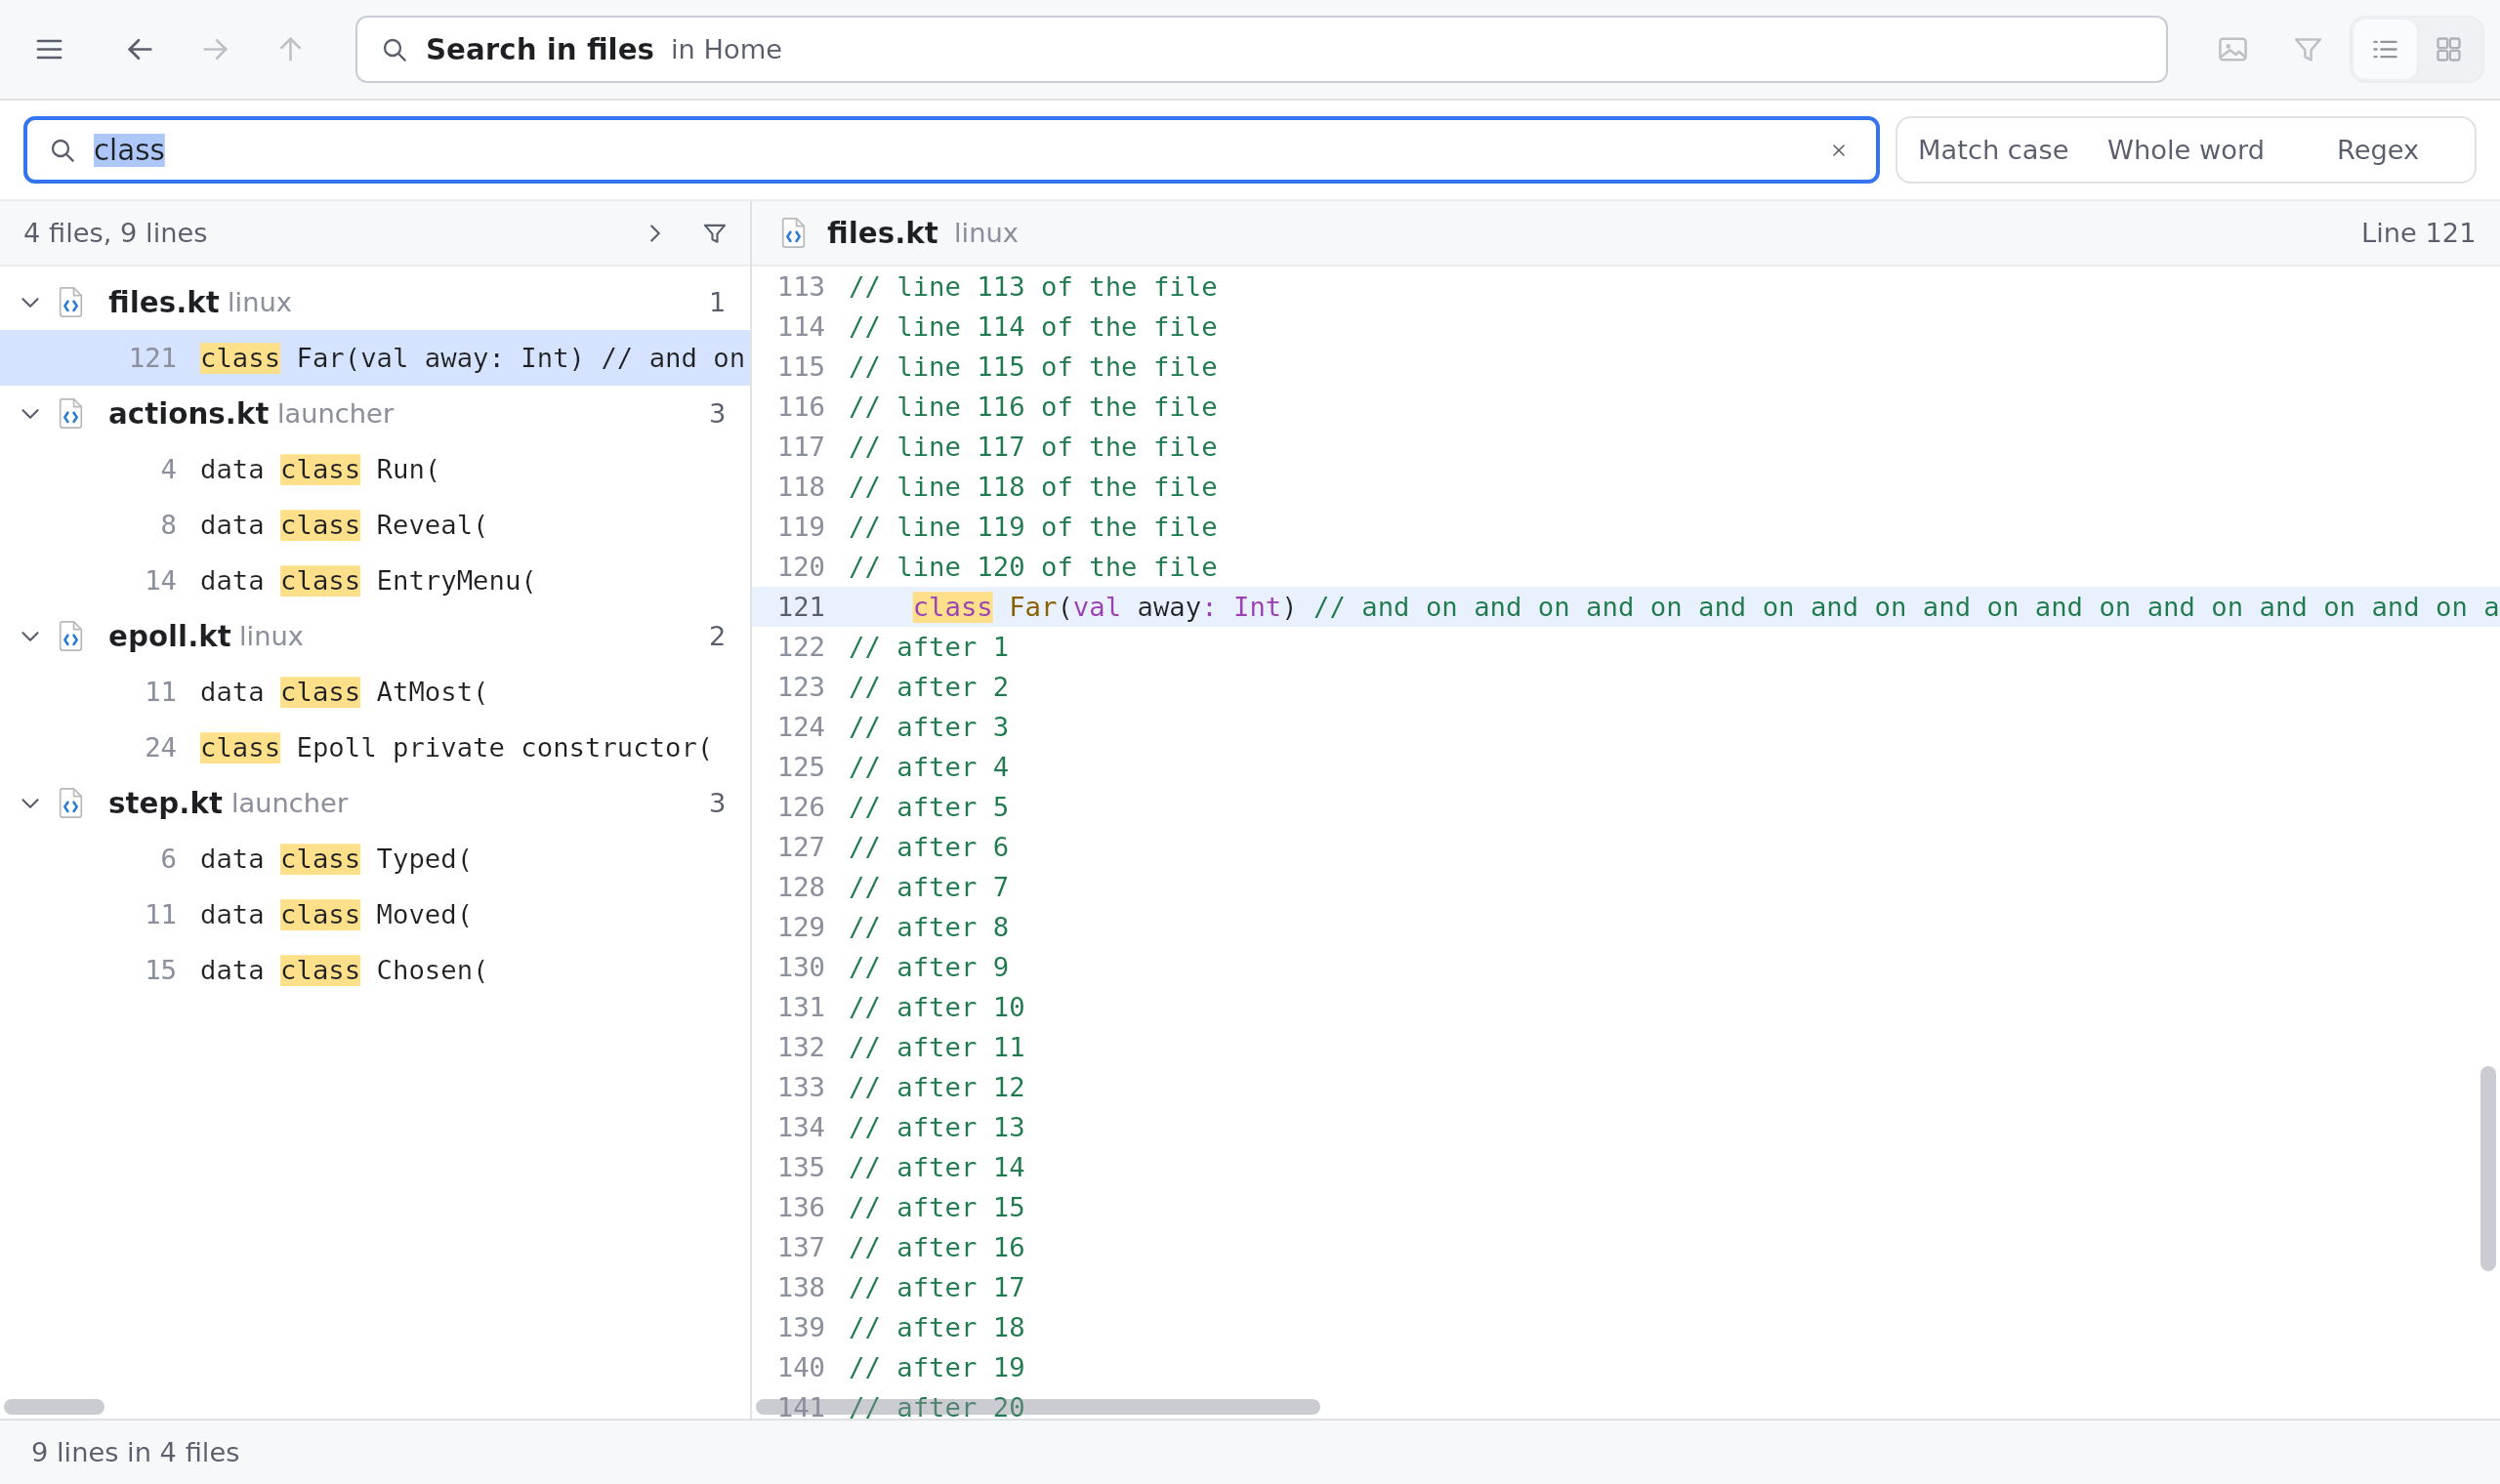 Search in files in Home
class
Match case Whole word Regex
4 files, 9 lines
files.kt linux 1
121 class Far(val away: Int) // and on
actions.kt launcher 3
4 data class Run(
8 data class Reveal(
14 data class EntryMenu(
epoll.kt linux 2
11 data class AtMost(
24 class Epoll private constructor(
step.kt launcher 3
6 data class Typed(
11 data class Moved(
15 data class Chosen(
files.kt linux Line 121
113 // line 113 of the file
114 // line 114 of the file
115 // line 115 of the file
116 // line 116 of the file
117 // line 117 of the file
118 // line 118 of the file
119 // line 119 of the file
120 // line 120 of the file
121 class Far(val away: Int) // and on and on and on and on and on and on and on and on and on and on a
122 // after 1
123 // after 2
124 // after 3
125 // after 4
126 // after 5
127 // after 6
128 // after 7
129 // after 8
130 // after 9
131 // after 10
132 // after 11
133 // after 12
134 // after 13
135 // after 14
136 // after 15
137 // after 16
138 // after 17
139 // after 18
140 // after 19
141 // after 20
9 lines in 4 files